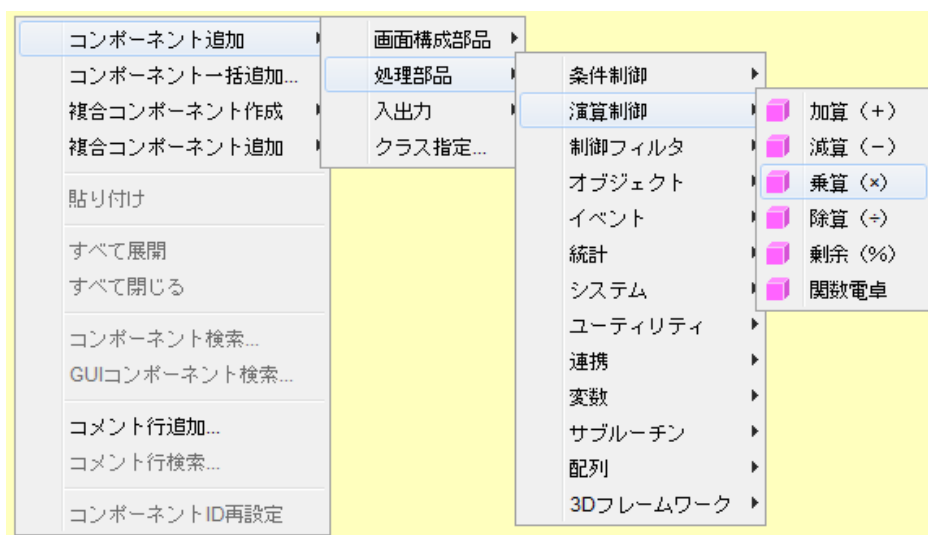 コンポーネント追加
コンポーネント一括追加...
複合コンポーネント作成
複合コンポーネント追加
貼り付け
すべて展開
すべて閉じる
コンポーネント検索...
GUIコンポーネント検索...
コメント行追加...
コメント行検索...
コンポーネントID再設定
画面構成部品
処理部品
入出力
クラス指定...
条件制御
演算制御
制御フィルタ
オブジェクト
イベント
統計
システム
ユーティリティ
連携
変数
サブルーチン
配列
3Dフレームワーク
加算（+）
減算（-）
乗算（×）
除算（÷）
剰余（%）
関数電卓